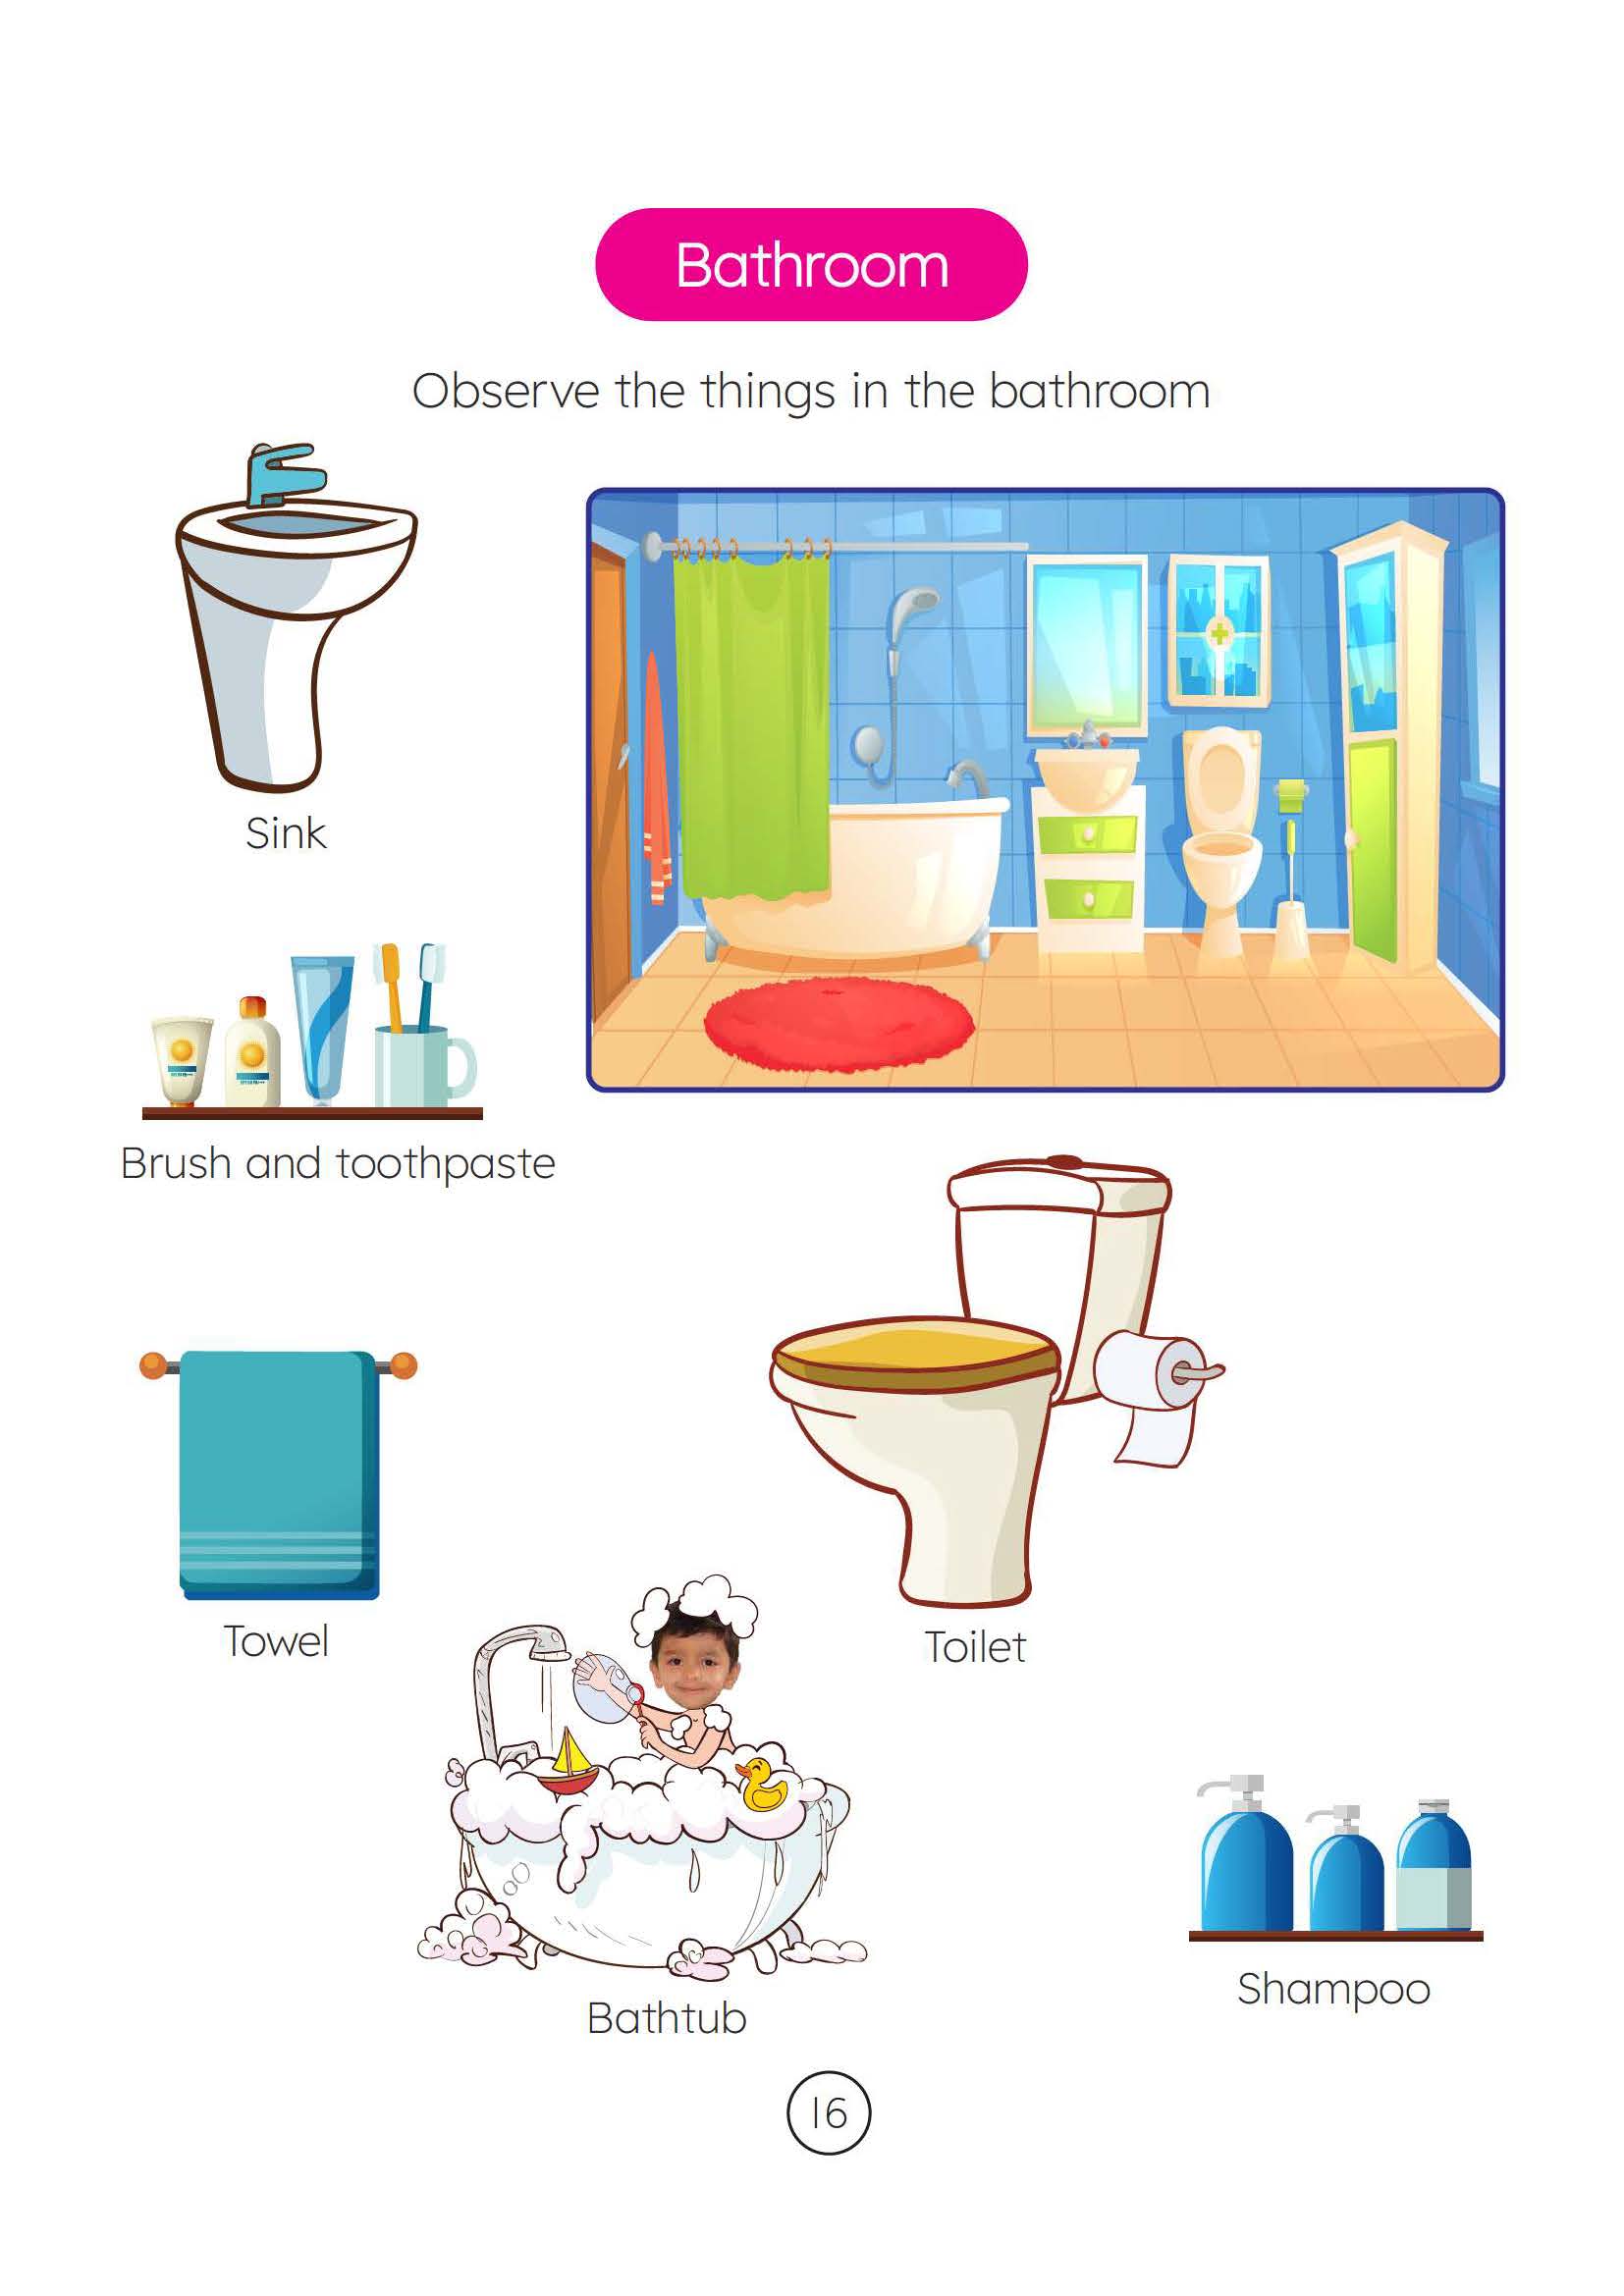 Bathroom
Observe the things in the bathroom
Sink
Brush and toothpaste
Towel
Toilet
Bathtub
Shampoo
16